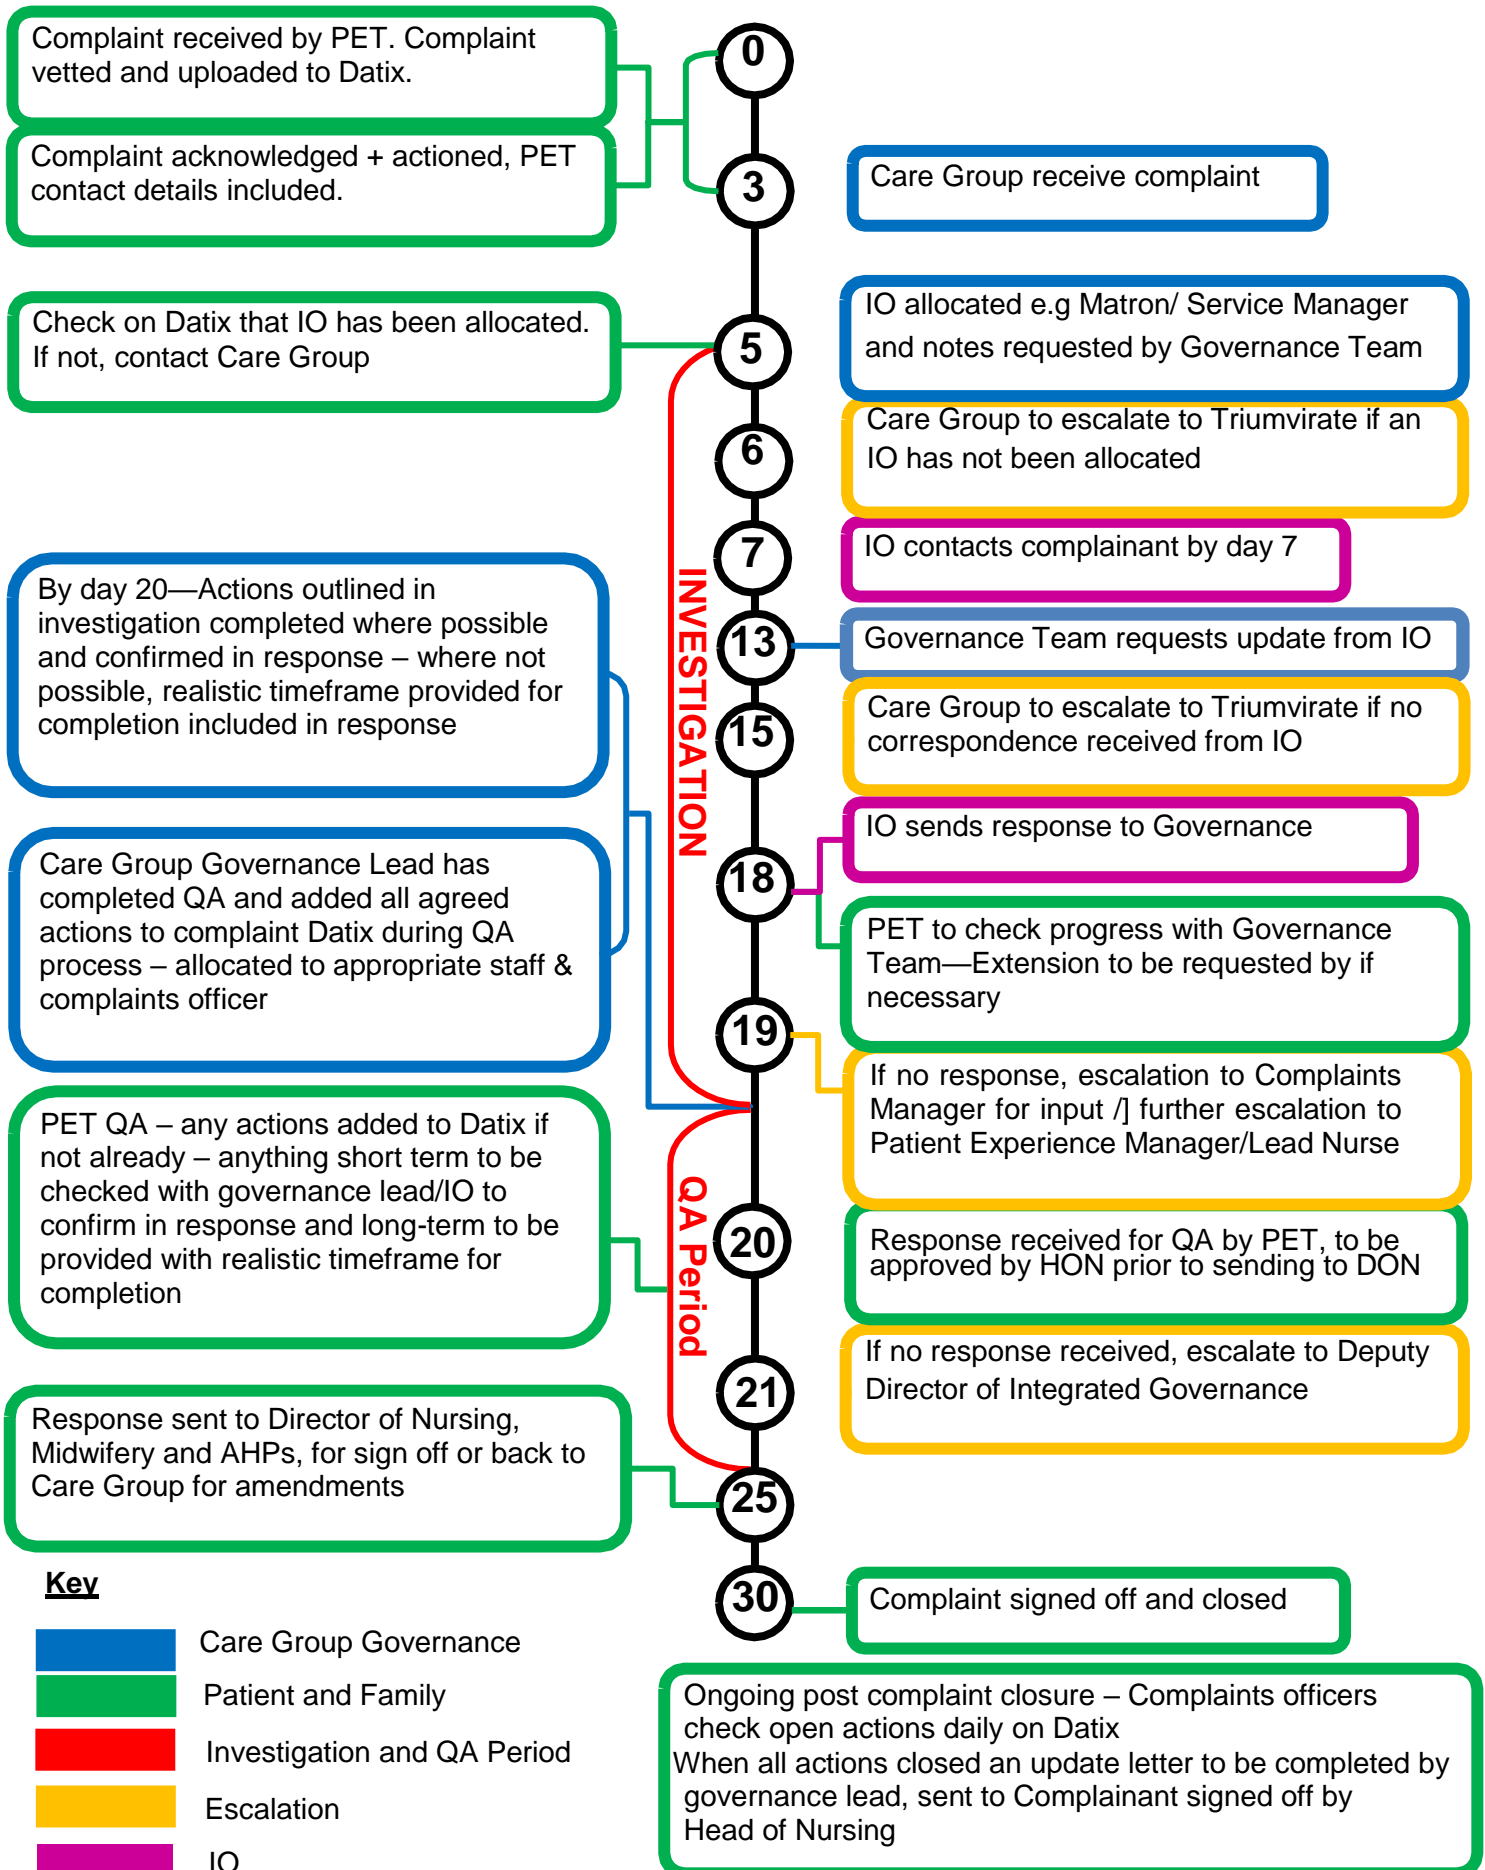 Complaint received by PET. Complaint
vetted and uploaded to Datix.
0
Complaint acknowledged + actioned, PET
contact details included.
3
Care Group receive complaint
Check on Datix that IO has been allocated.
If not, contact Care Group
5
IO allocated e.g Matron/ Service Manager
and notes requested by Governance Team
6
Care Group to escalate to Triumvirate if an
IO has not been allocated
7
IO contacts complainant by day 7
INVESTIGATION
By day 20—Actions outlined in
investigation completed where possible
and confirmed in response – where not
possible, realistic timeframe provided for
completion included in response
13
Governance Team requests update from IO
15
Care Group to escalate to Triumvirate if no
correspondence received from IO
Care Group Governance Lead has
completed QA and added all agreed
actions to complaint Datix during QA
process – allocated to appropriate staff &
complaints officer
18
IO sends response to Governance
PET to check progress with Governance
Team—Extension to be requested by if
necessary
19
If no response, escalation to Complaints
Manager for input /] further escalation to
Patient Experience Manager/Lead Nurse
PET QA – any actions added to Datix if
not already – anything short term to be
checked with governance lead/IO to
confirm in response and long-term to be
provided with realistic timeframe for
completion
QA Period
20
Response received for QA by PET, to be
approved by HON prior to sending to DON
21
If no response received, escalate to Deputy
Director of Integrated Governance
Response sent to Director of Nursing,
Midwifery and AHPs, for sign off or back to
Care Group for amendments
25
30
Complaint signed off and closed
Key
Care Group Governance
Patient and Family
Investigation and QA Period
Escalation
IO
Ongoing post complaint closure – Complaints officers
check open actions daily on Datix
When all actions closed an update letter to be completed by
governance lead, sent to Complainant signed off by
Head of Nursing